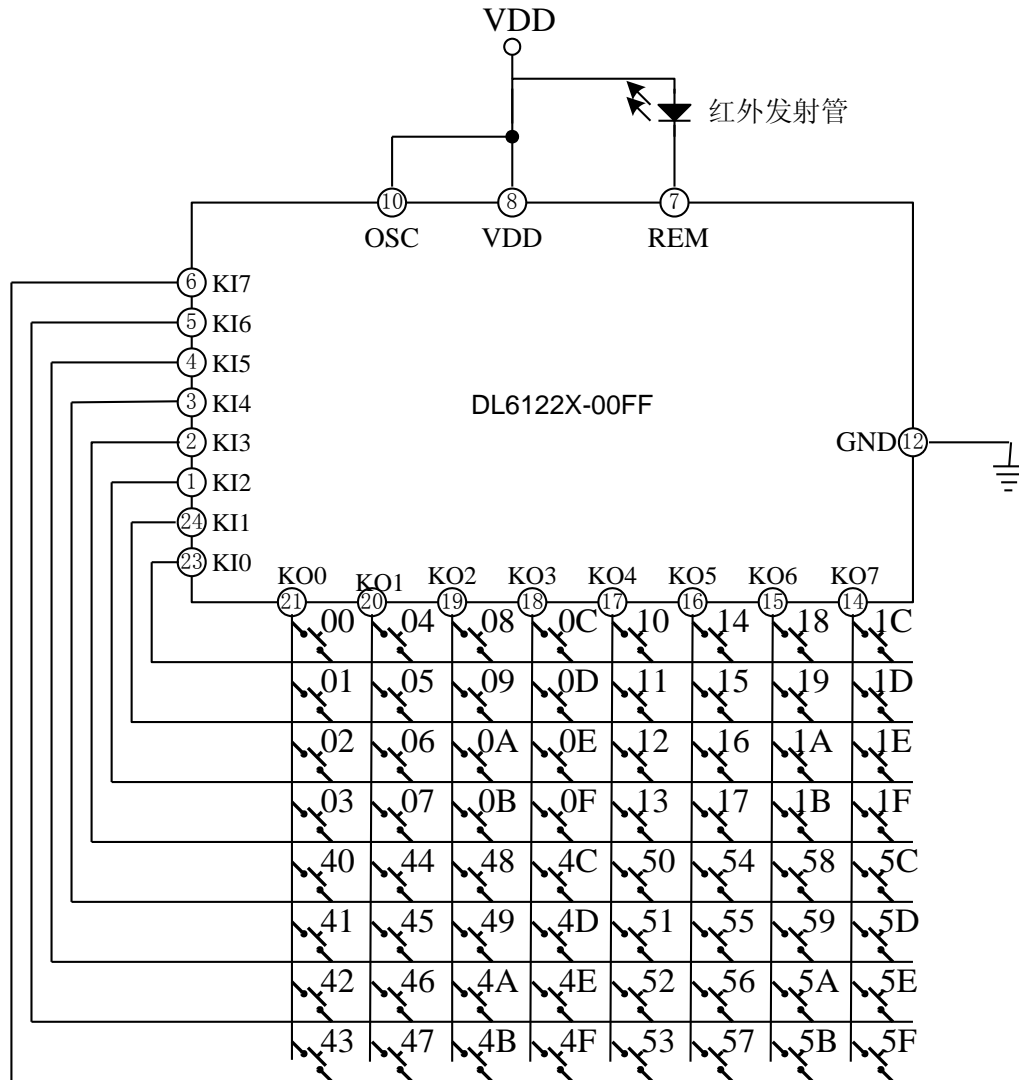 VDD
红外发射管
10 8 7
OSC VDD REM
6 KI7
5 KI6
4 KI5
3 KI4
DL6122X-00FF
2 KI3
GND 12
1 KI2
24 KI1
23 KI0
KO0 KO1 KO2 KO3 KO4 KO5 KO6 KO7
21 20 19 18 17 16 15 14
00 04 08 0C 10 14 18 1C
01 05 09 0D 11 15 19 1D
02 06 0A 0E 12 16 1A 1E
03 07 0B 0F 13 17 1B 1F
40 44 48 4C 50 54 58 5C
41 45 49 4D 51 55 59 5D
42 46 4A 4E 52 56 5A 5E
43 47 4B 4F 53 57 5B 5F